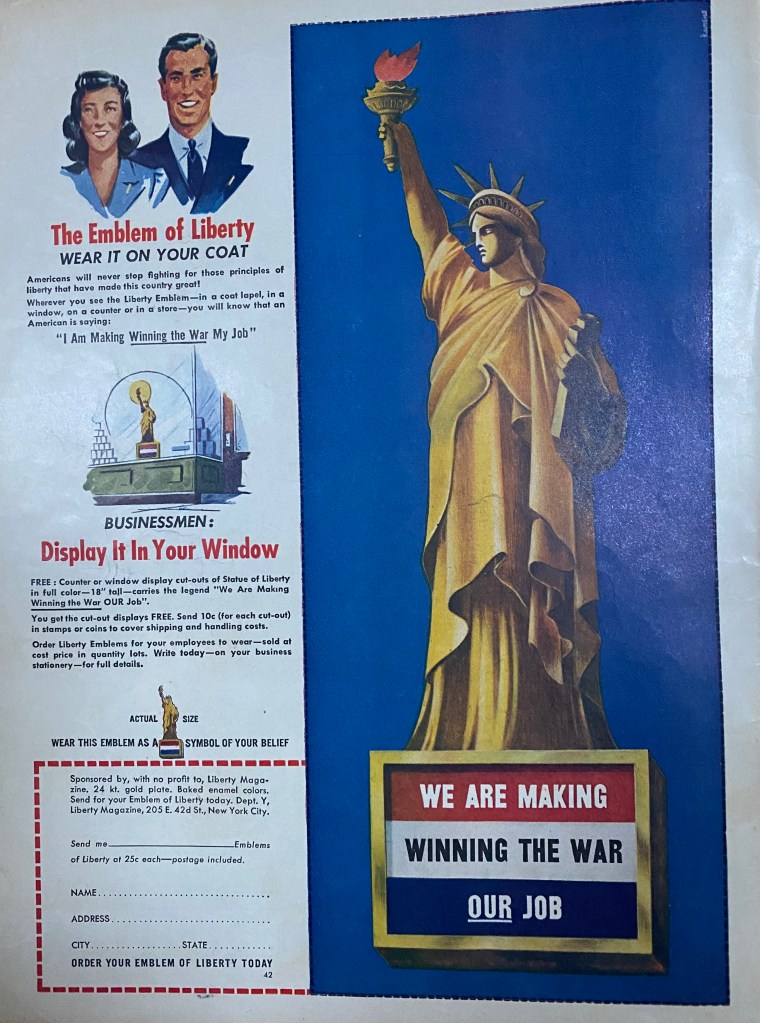 The Emblem of Liberty
WEAR IT ON YOUR COAT
Americans will never stop fighting for those principles of
liberty that have made this country great!
Wherever you see the Liberty Emblem—in a coat lapel, in a
window, on a counter or in a store—you will know that an
American is saying:
"I Am Making Winning the War My Job"
BUSINESSMEN:
Display It In Your Window
FREE: Counter or window display cut-outs of Statue of Liberty
in full color—18" tall—carries the legend "We Are Making
Winning the War OUR Job".
You get the cut-out displays FREE. Send 10c (for each cut-out)
in stamps or coins to cover shipping and handling costs.
Order Liberty Emblems for your employees to wear—sold at
cost price in quantity lots. Write today—on your business
stationery—for full details.
ACTUAL SIZE
WEAR THIS EMBLEM AS A SYMBOL OF YOUR BELIEF
Sponsored by, with no profit to, Liberty Maga-
zine. 24 kt. gold plate. Baked enamel colors.
Send for your Emblem of Liberty today. Dept. Y,
Liberty Magazine, 205 E. 42d St., New York City.
Send me Emblems
of Liberty at 25c each—postage included.
NAME
ADDRESS
CITY STATE
ORDER YOUR EMBLEM OF LIBERTY TODAY
42
WE ARE MAKING
WINNING THE WAR
OUR JOB